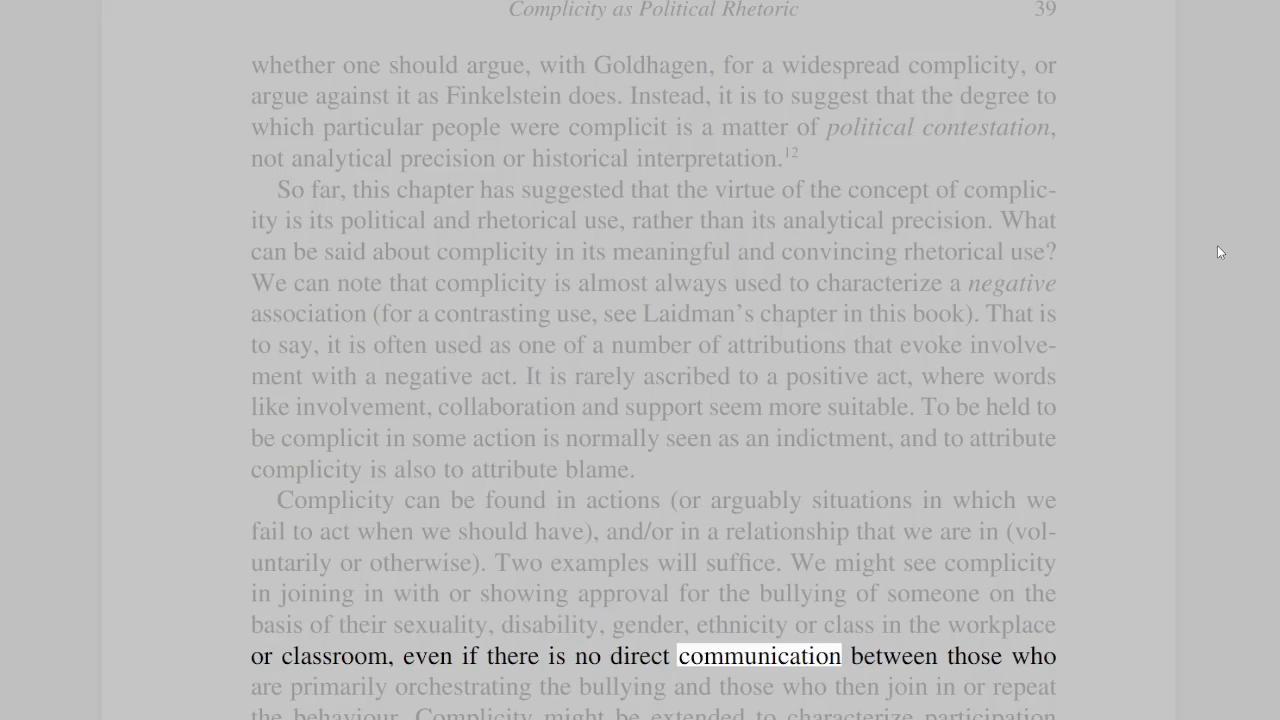 Complicity as Political Rhetoric 39
whether one should argue, with Goldhagen, for a widespread complicity, or
argue against it as Finkelstein does. Instead, it is to suggest that the degree to
which particular people were complicit is a matter of political contestation,
not analytical precision or historical interpretation.12
So far, this chapter has suggested that the virtue of the concept of complic-
ity is its political and rhetorical use, rather than its analytical precision. What
can be said about complicity in its meaningful and convincing rhetorical use?
We can note that complicity is almost always used to characterize a negative
association (for a contrasting use, see Laidman’s chapter in this book). That is
to say, it is often used as one of a number of attributions that evoke involve-
ment with a negative act. It is rarely ascribed to a positive act, where words
like involvement, collaboration and support seem more suitable. To be held to
be complicit in some action is normally seen as an indictment, and to attribute
complicity is also to attribute blame.
Complicity can be found in actions (or arguably situations in which we
fail to act when we should have), and/or in a relationship that we are in (vol-
untarily or otherwise). Two examples will suffice. We might see complicity
in joining in with or showing approval for the bullying of someone on the
basis of their sexuality, disability, gender, ethnicity or class in the workplace
or classroom, even if there is no direct communication between those who
are primarily orchestrating the bullying and those who then join in or repeat
the behaviour. Complicity might be extended to characterize participation